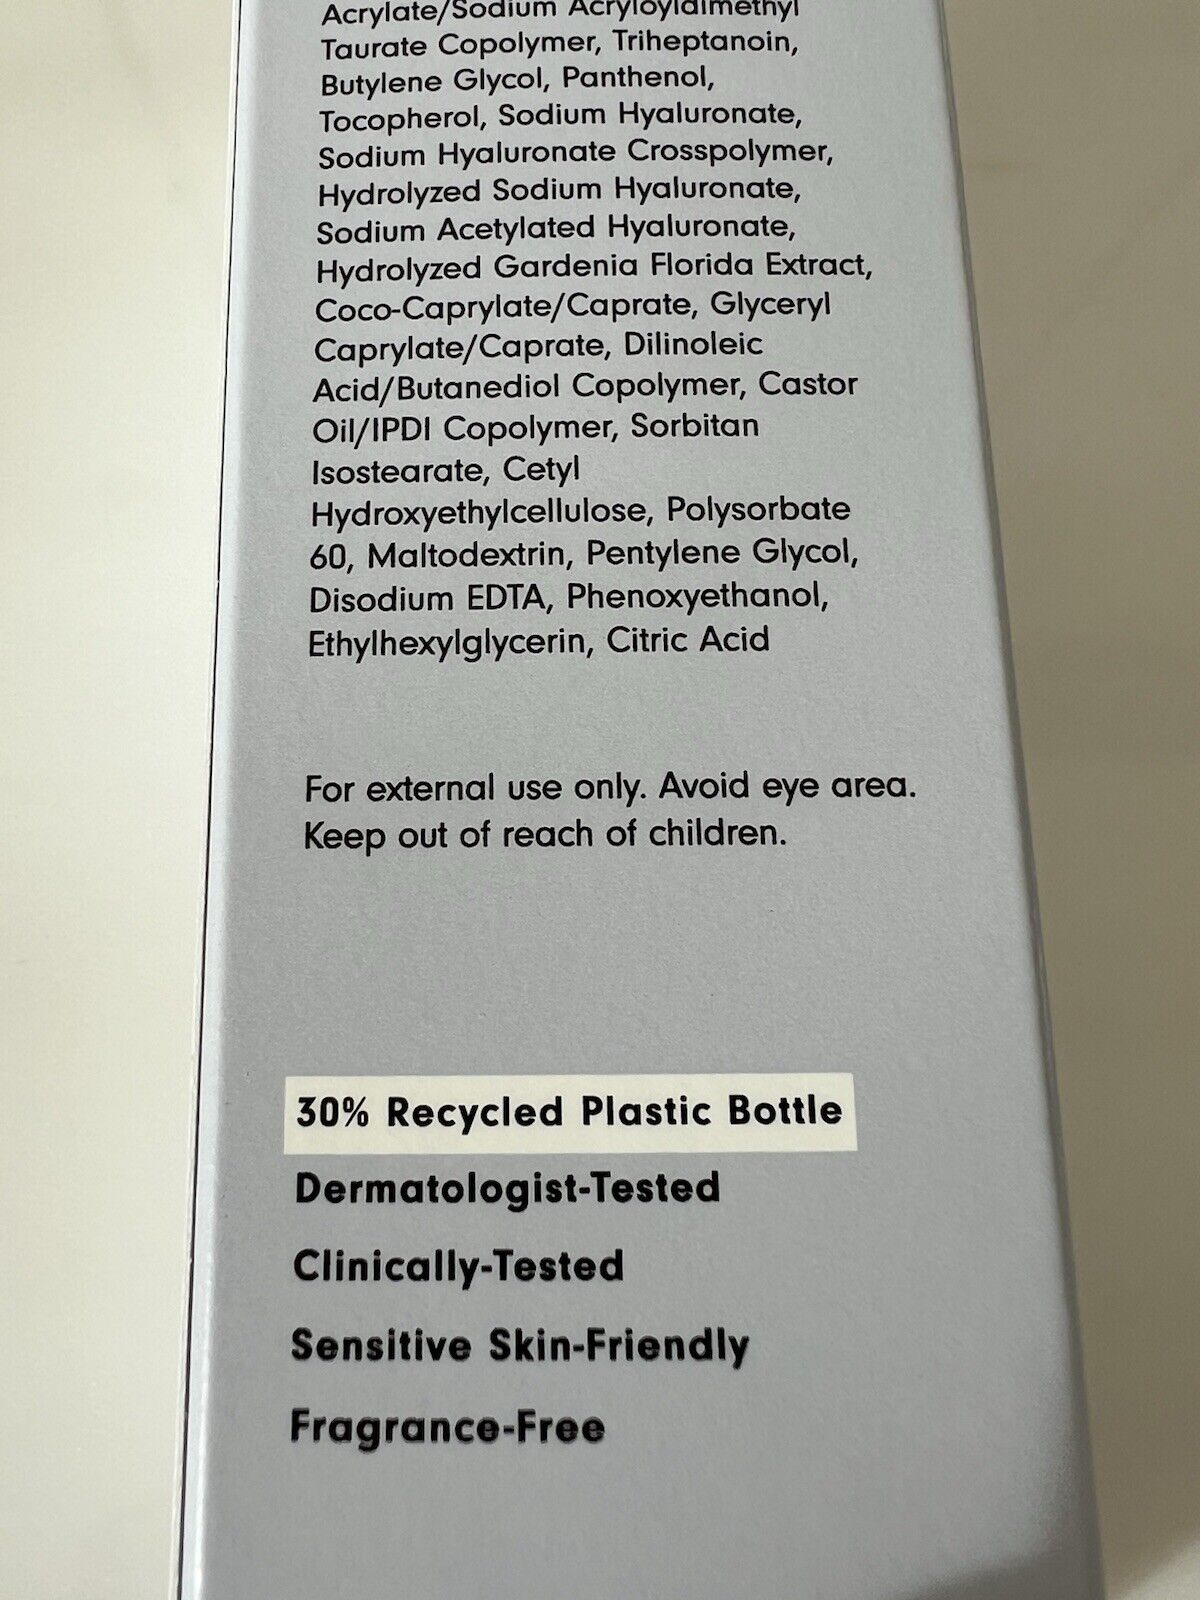 Acrylate/Sodium Acryloyldimethyl
Taurate Copolymer, Triheptanoin,
Butylene Glycol, Panthenol,
Tocopherol, Sodium Hyaluronate,
Sodium Hyaluronate Crosspolymer,
Hydrolyzed Sodium Hyaluronate,
Sodium Acetylated Hyaluronate,
Hydrolyzed Gardenia Florida Extract,
Coco-Caprylate/Caprate, Glyceryl
Caprylate/Caprate, Dilinoleic
Acid/Butanediol Copolymer, Castor
Oil/IPDI Copolymer, Sorbitan
Isostearate, Cetyl
Hydroxyethylcellulose, Polysorbate
60, Maltodextrin, Pentylene Glycol,
Disodium EDTA, Phenoxyethanol,
Ethylhexylglycerin, Citric Acid
For external use only. Avoid eye area.
Keep out of reach of children.
30% Recycled Plastic Bottle
Dermatologist-Tested
Clinically-Tested
Sensitive Skin-Friendly
Fragrance-Free